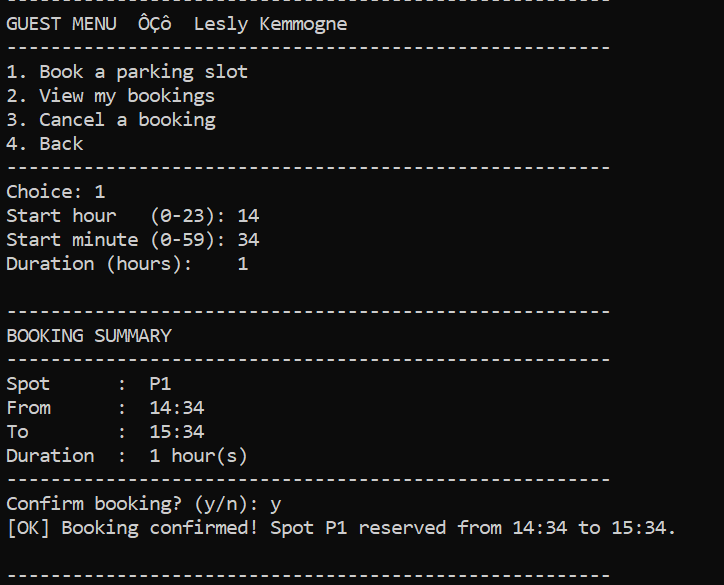 -------------------------------------------------------
GUEST MENU  ÔÇô  Lesly Kemmogne
-------------------------------------------------------
1. Book a parking slot
2. View my bookings
3. Cancel a booking
4. Back
-------------------------------------------------------
Choice: 1
Start hour   (0-23): 14
Start minute (0-59): 34
Duration (hours):    1

-------------------------------------------------------
BOOKING SUMMARY
-------------------------------------------------------
Spot      :  P1
From      :  14:34
To        :  15:34
Duration  :  1 hour(s)
-------------------------------------------------------
Confirm booking? (y/n): y
[OK] Booking confirmed! Spot P1 reserved from 14:34 to 15:34.

-------------------------------------------------------